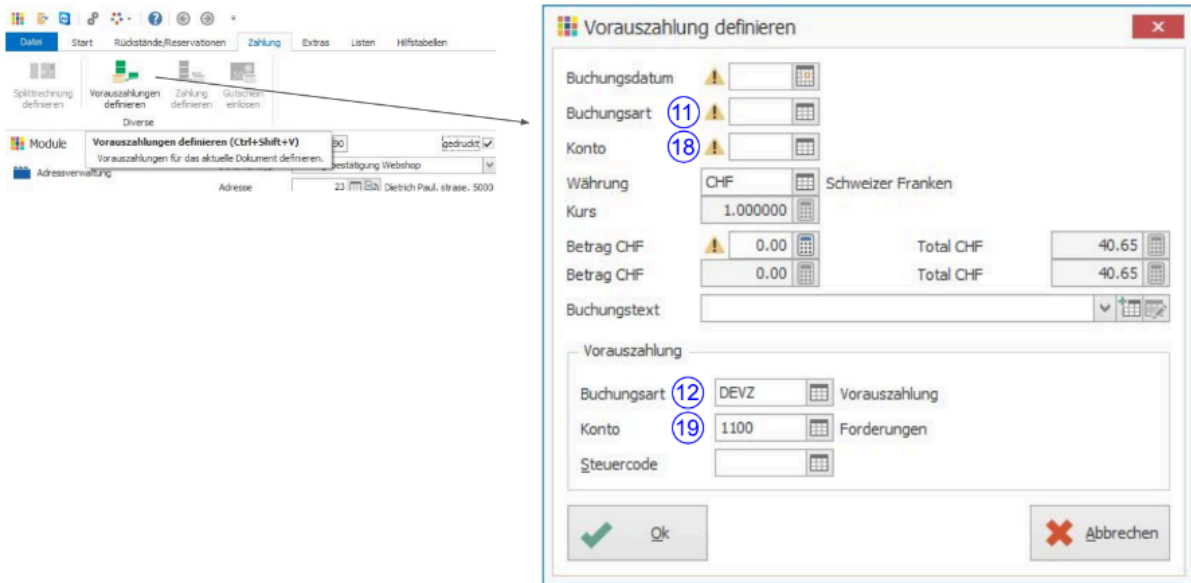 Datei Start Rückstände/Reservationen Zahlung Extras Listen Hilfstabellen
Splittrechnung definieren
Vorauszahlungen definieren
Zahlung definieren
Gutschein einlösen
Diverse
Module
Vorauszahlungen definieren (Ctrl+Shift+V)
Vorauszahlungen für das aktuelle Dokument definieren.
gedruckt
bestätigung Webshop
Adressverwaltung
Adresse 23 Dietrich Paul, strase, 5000
Vorauszahlung definieren
Buchungsdatum
Buchungsart 11
Konto 18
Währung CHF Schweizer Franken
Kurs 1.000000
Betrag CHF 0.00 Total CHF 40.65
Betrag CHF 0.00 Total CHF 40.65
Buchungstext
Vorauszahlung
Buchungsart 12 DEVZ Vorauszahlung
Konto 19 1100 Forderungen
Steuercode
Ok Abbrechen